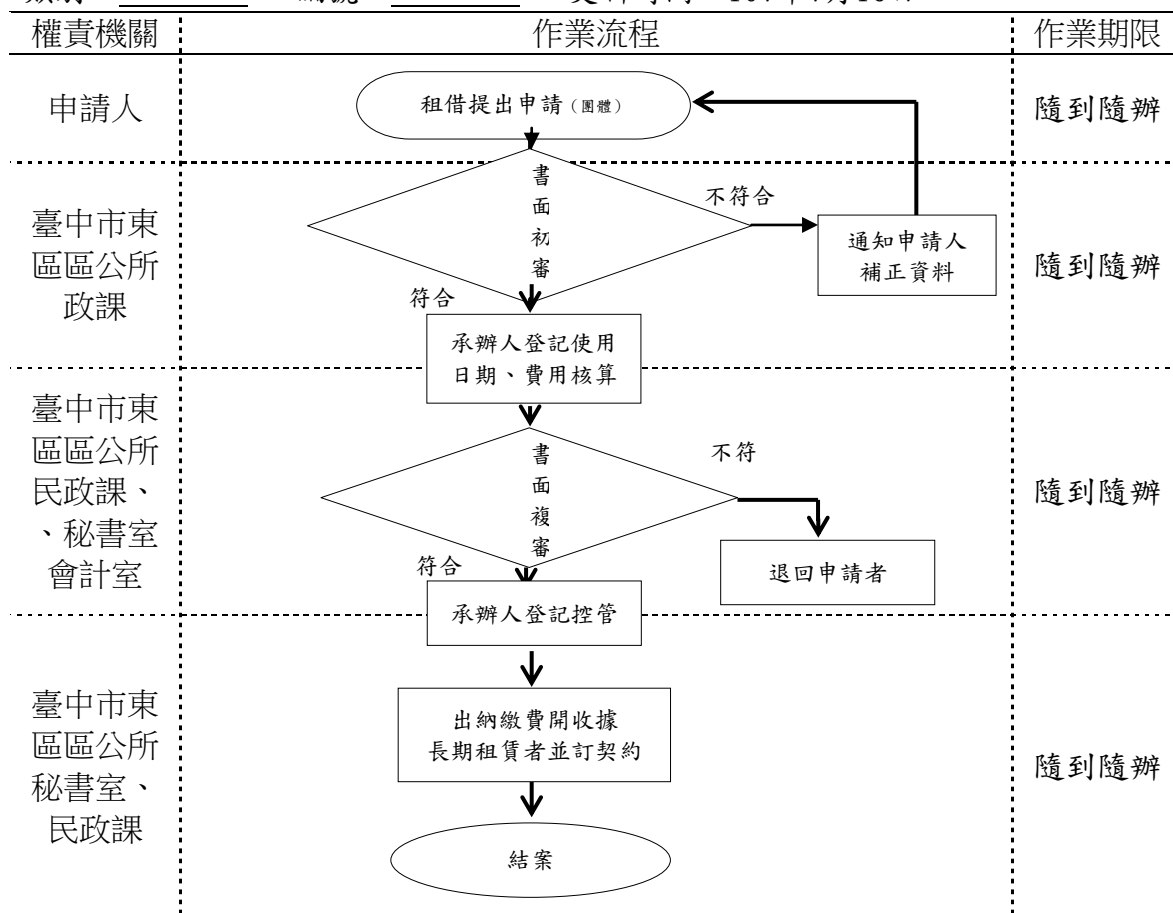 權責機關
作業流程
作業期限
申請人
租借提出申請(團體)
隨到隨辦
臺中市東
區區公所
政課
書面初審
不符合
通知申請人
補正資料
隨到隨辦
符合
承辦人登記使用
日期、費用核算
臺中市東
區區公所
民政課、
、秘書室
會計室
書面複審
不符
退回申請者
隨到隨辦
符合
承辦人登記控管
臺中市東
區區公所
秘書室、
民政課
出納繳費開收據
長期租賃者並訂契約
隨到隨辦
結案